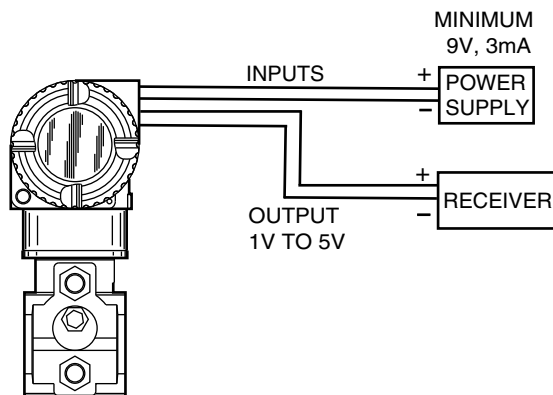 MINIMUM
9V, 3mA
INPUTS
+
POWER
SUPPLY
−
+
RECEIVER
−
OUTPUT
1V TO 5V